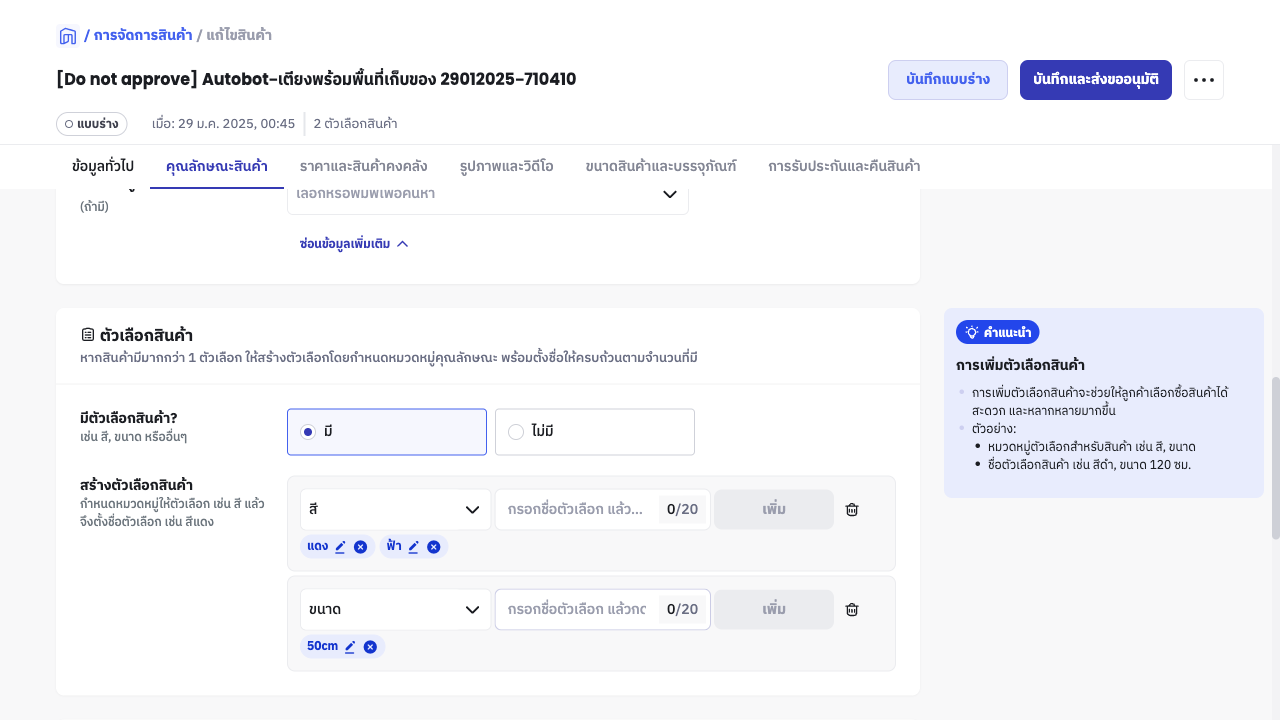 / การจัดการสินค้า / แก้ไขสินค้า
[Do not approve] Autobot-เตียงพร้อมพื้นที่เก็บของ 29012025-710410
บันทึกแบบร่าง
บันทึกและส่งขออนุมัติ
แบบร่าง
เมื่อ: 29 ม.ค. 2025, 00:45
2 ตัวเลือกสินค้า
ข้อมูลทั่วไป
คุณลักษณะสินค้า
ราคาและสินค้าคงคลัง
รูปภาพและวิดีโอ
ขนาดสินค้าและบรรจุภัณฑ์
การรับประกันและคืนสินค้า
เลือกหรือพิมพ์เพื่อค้นหา
(ถ้ามี)
ซ่อนข้อมูลเพิ่มเติม
ตัวเลือกสินค้า
หากสินค้ามีมากกว่า 1 ตัวเลือก ให้สร้างตัวเลือกโดยกำหนดหมวดหมู่คุณลักษณะ พร้อมตั้งชื่อให้ครบถ้วนตามจำนวนที่มี
มีตัวเลือกสินค้า?
เช่น สี, ขนาด หรืออื่นๆ
มี
ไม่มี
สร้างตัวเลือกสินค้า
กำหนดหมวดหมู่ให้ตัวเลือก เช่น สี แล้ว
จึงตั้งชื่อตัวเลือก เช่น สีแดง
สี
กรอกชื่อตัวเลือก แล้ว...
0/20
เพิ่ม
แดง
ฟ้า
ขนาด
กรอกชื่อตัวเลือก แล้วกด
0/20
เพิ่ม
50cm
คำแนะนำ
การเพิ่มตัวเลือกสินค้า
การเพิ่มตัวเลือกสินค้าจะช่วยให้ลูกค้าเลือกซื้อสินค้าได้
สะดวก และหลากหลายมากขึ้น
ตัวอย่าง:
หมวดหมู่ตัวเลือกสำหรับสินค้า เช่น สี, ขนาด
ชื่อตัวเลือกสินค้า เช่น สีดำ, ขนาด 120 ซม.